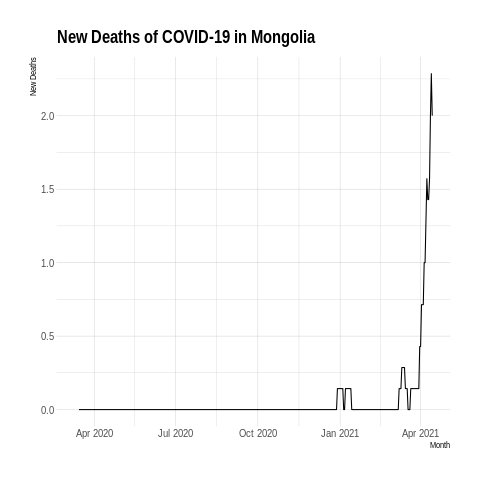 New Deaths of COVID-19 in Mongolia
New Deaths
2.0
1.5
1.0
0.5
0.0
Apr 2020 Jul 2020 Oct 2020 Jan 2021 Apr 2021
Month